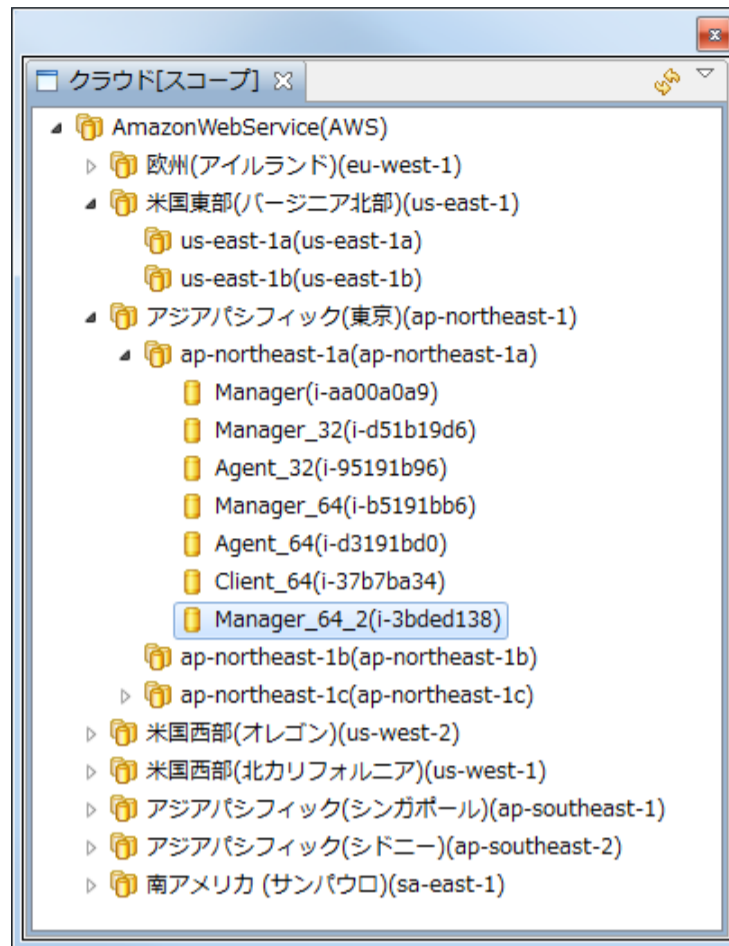 クラウド[スコープ]
AmazonWebService(AWS)
欧州(アイルランド)(eu-west-1)
米国東部(バージニア北部)(us-east-1)
us-east-1a(us-east-1a)
us-east-1b(us-east-1b)
アジアパシフィック(東京)(ap-northeast-1)
ap-northeast-1a(ap-northeast-1a)
Manager(i-aa00a0a9)
Manager_32(i-d51b19d6)
Agent_32(i-95191b96)
Manager_64(i-b5191bb6)
Agent_64(i-d3191bd0)
Client_64(i-37b7ba34)
Manager_64_2(i-3bded138)
ap-northeast-1b(ap-northeast-1b)
ap-northeast-1c(ap-northeast-1c)
米国西部(オレゴン)(us-west-2)
米国西部(北カリフォルニア)(us-west-1)
アジアパシフィック(シンガポール)(ap-southeast-1)
アジアパシフィック(シドニー)(ap-southeast-2)
南アメリカ (サンパウロ)(sa-east-1)